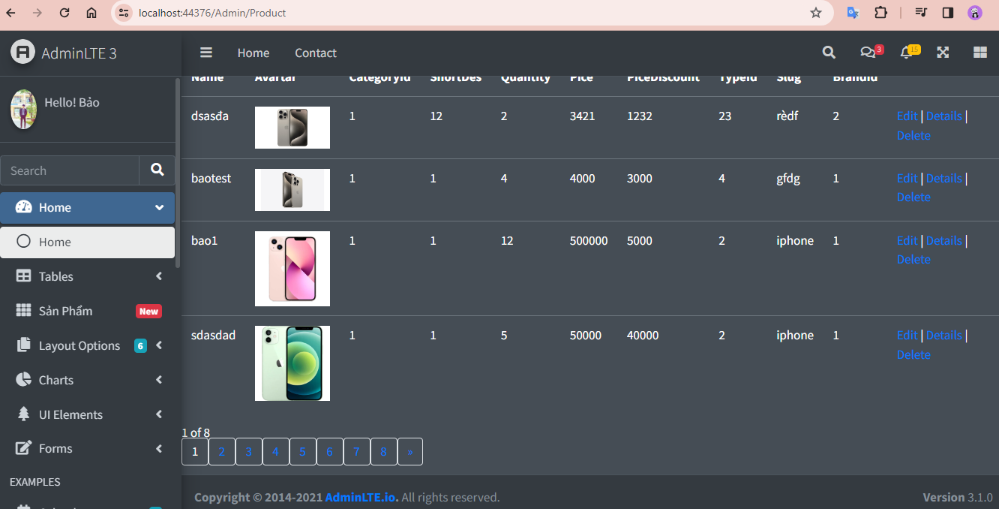 localhost:44376/Admin/Product
AdminLTE 3
Home Contact
3
15
Hello! Bảo
Search
Home
Home
Tables
Sản Phẩm New
Layout Options 6
Charts
UI Elements
Forms
EXAMPLES
Name Avartar CategoryId ShortDes Quantity Pice PiceDiscount TypeId Slug BrandId
dsasđa 1 12 2 3421 1232 23 rèdf 2 Edit | Details |
Delete
baotest 1 1 4 4000 3000 4 gfdg 1 Edit | Details |
Delete
bao1 1 1 12 500000 5000 2 iphone 1 Edit | Details |
Delete
sdasdad 1 1 5 50000 40000 2 iphone 1 Edit | Details |
Delete
1 of 8
1 2 3 4 5 6 7 8 »
Copyright © 2014-2021 AdminLTE.io. All rights reserved.
Version 3.1.0